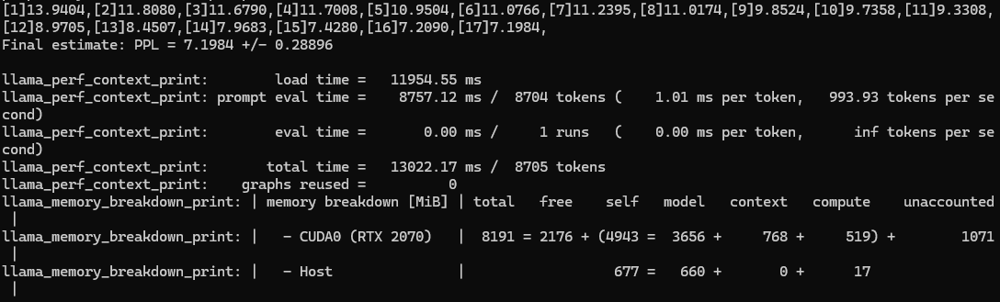 [1]13.9404,[2]11.8080,[3]11.6790,[4]11.7008,[5]10.9504,[6]11.0766,[7]11.2395,[8]11.0174,[9]9.8524,[10]9.7358,[11]9.3308,
[12]8.9705,[13]8.4507,[14]7.9683,[15]7.4280,[16]7.2090,[17]7.1984,
Final estimate: PPL = 7.1984 +/- 0.28896
llama_perf_context_print:        load time =   11954.55 ms
llama_perf_context_print: prompt eval time =    8757.12 ms /  8704 tokens (    1.01 ms per token,   993.93 tokens per se
cond)
llama_perf_context_print:        eval time =       0.00 ms /     1 runs   (    0.00 ms per token,      inf tokens per se
cond)
llama_perf_context_print:       total time =   13022.17 ms /  8705 tokens
llama_perf_context_print:    graphs reused =          0
llama_memory_breakdown_print: | memory breakdown [MiB] | total   free    self   model   context   compute    unaccounted
 |
llama_memory_breakdown_print: |   - CUDA0 (RTX 2070)   |  8191 = 2176 + (4943 =  3656 +     768 +     519) +        1071
 |
llama_memory_breakdown_print: |   - Host               |                  677 =   660 +       0 +      17
 |